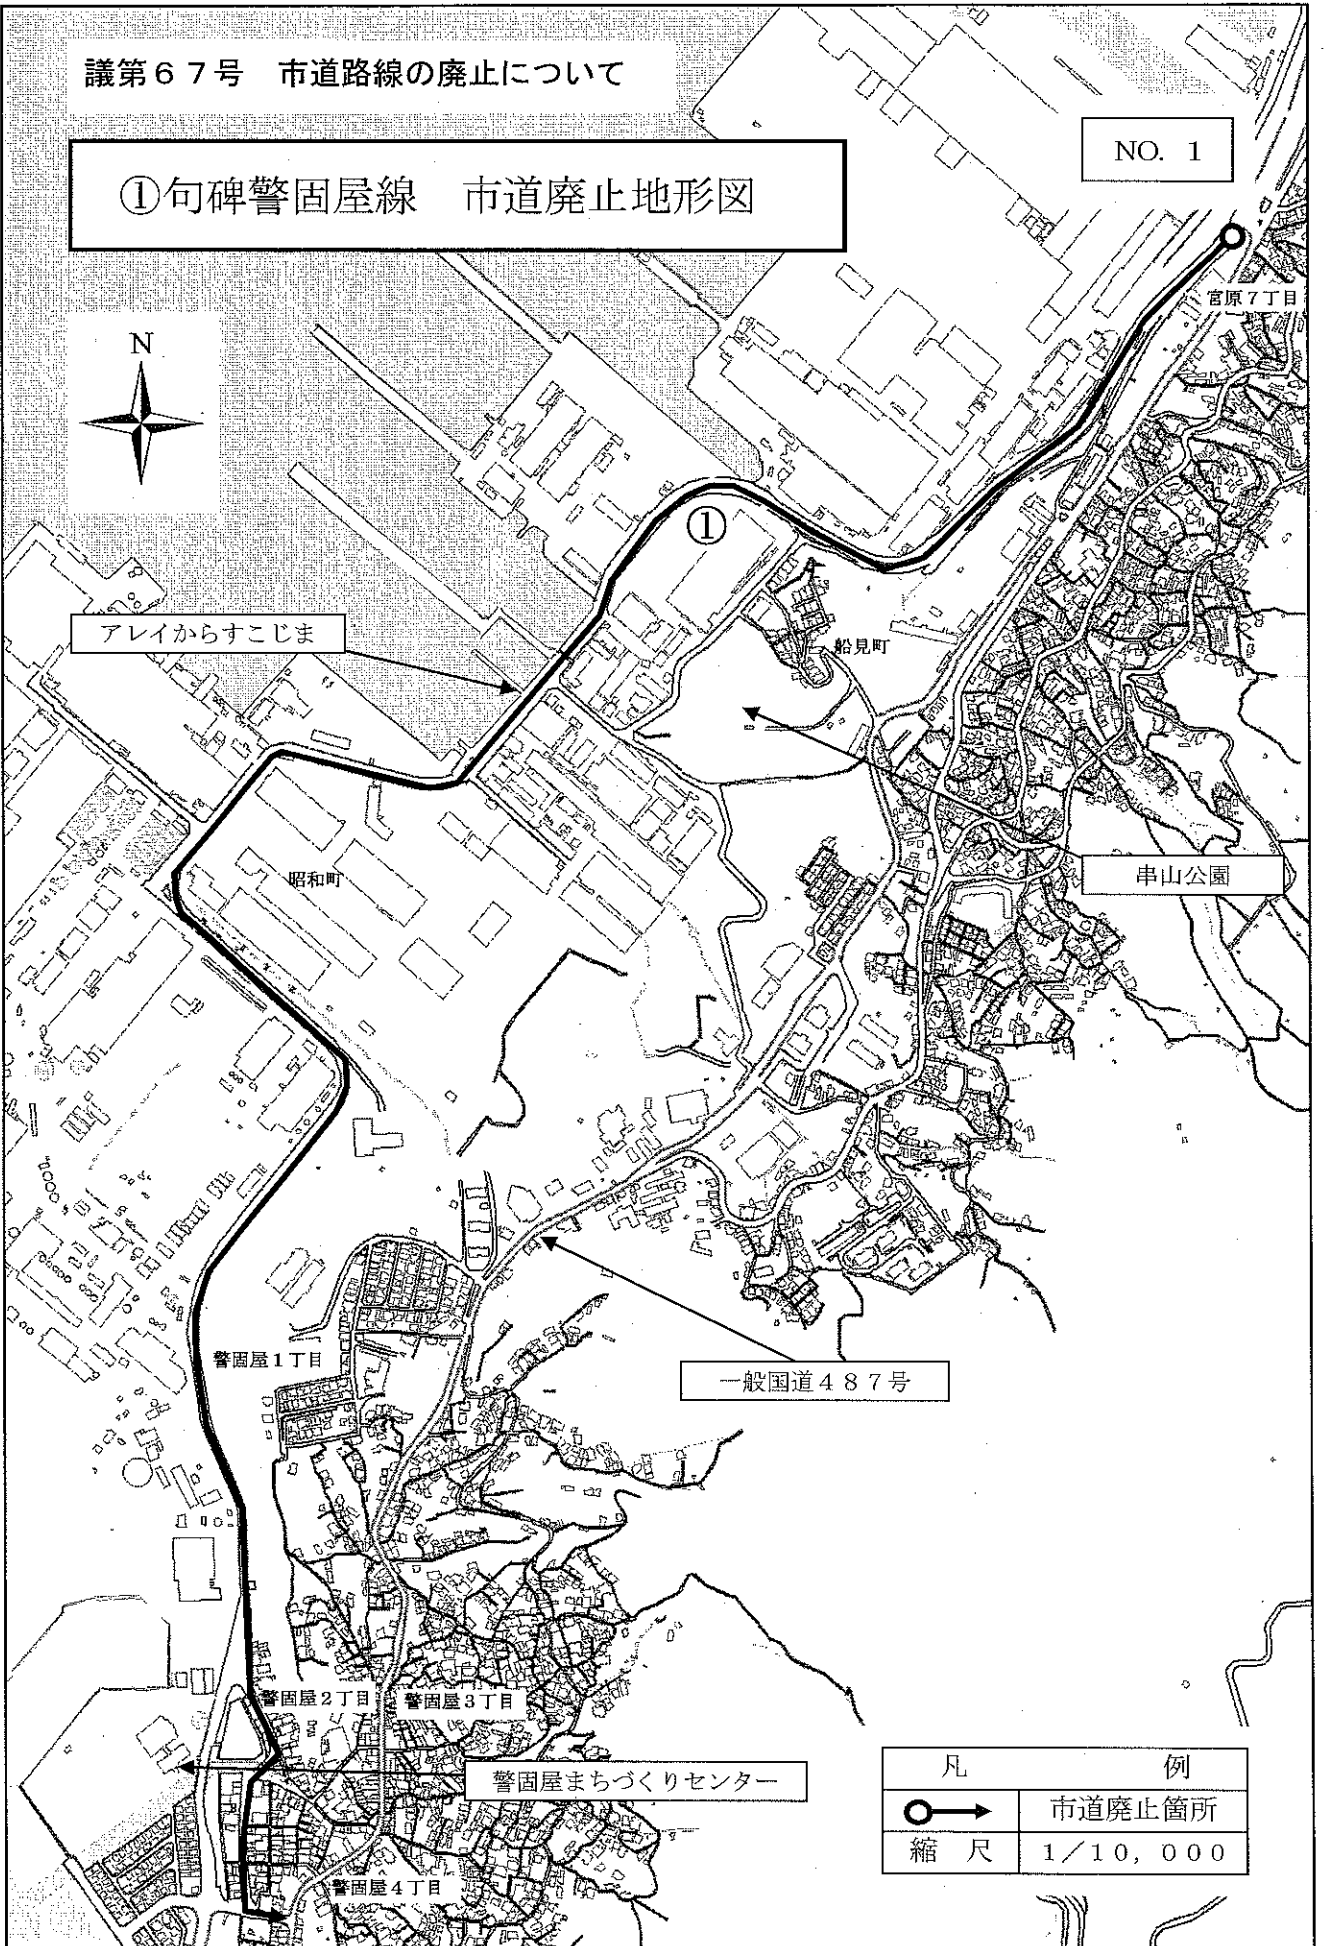 議第６７号　市道路線の廃止について
NO. 1
①句碑警固屋線　市道廃止地形図
宮原７丁目
N
①
アレイからすこじま
船見町
串山公園
昭和町
警固屋１丁目
一般国道４８７号
警固屋２丁目
警固屋３丁目
警固屋まちづくりセンター
凡　例
市道廃止箇所
縮　尺
１／１０，０００
警固屋４丁目